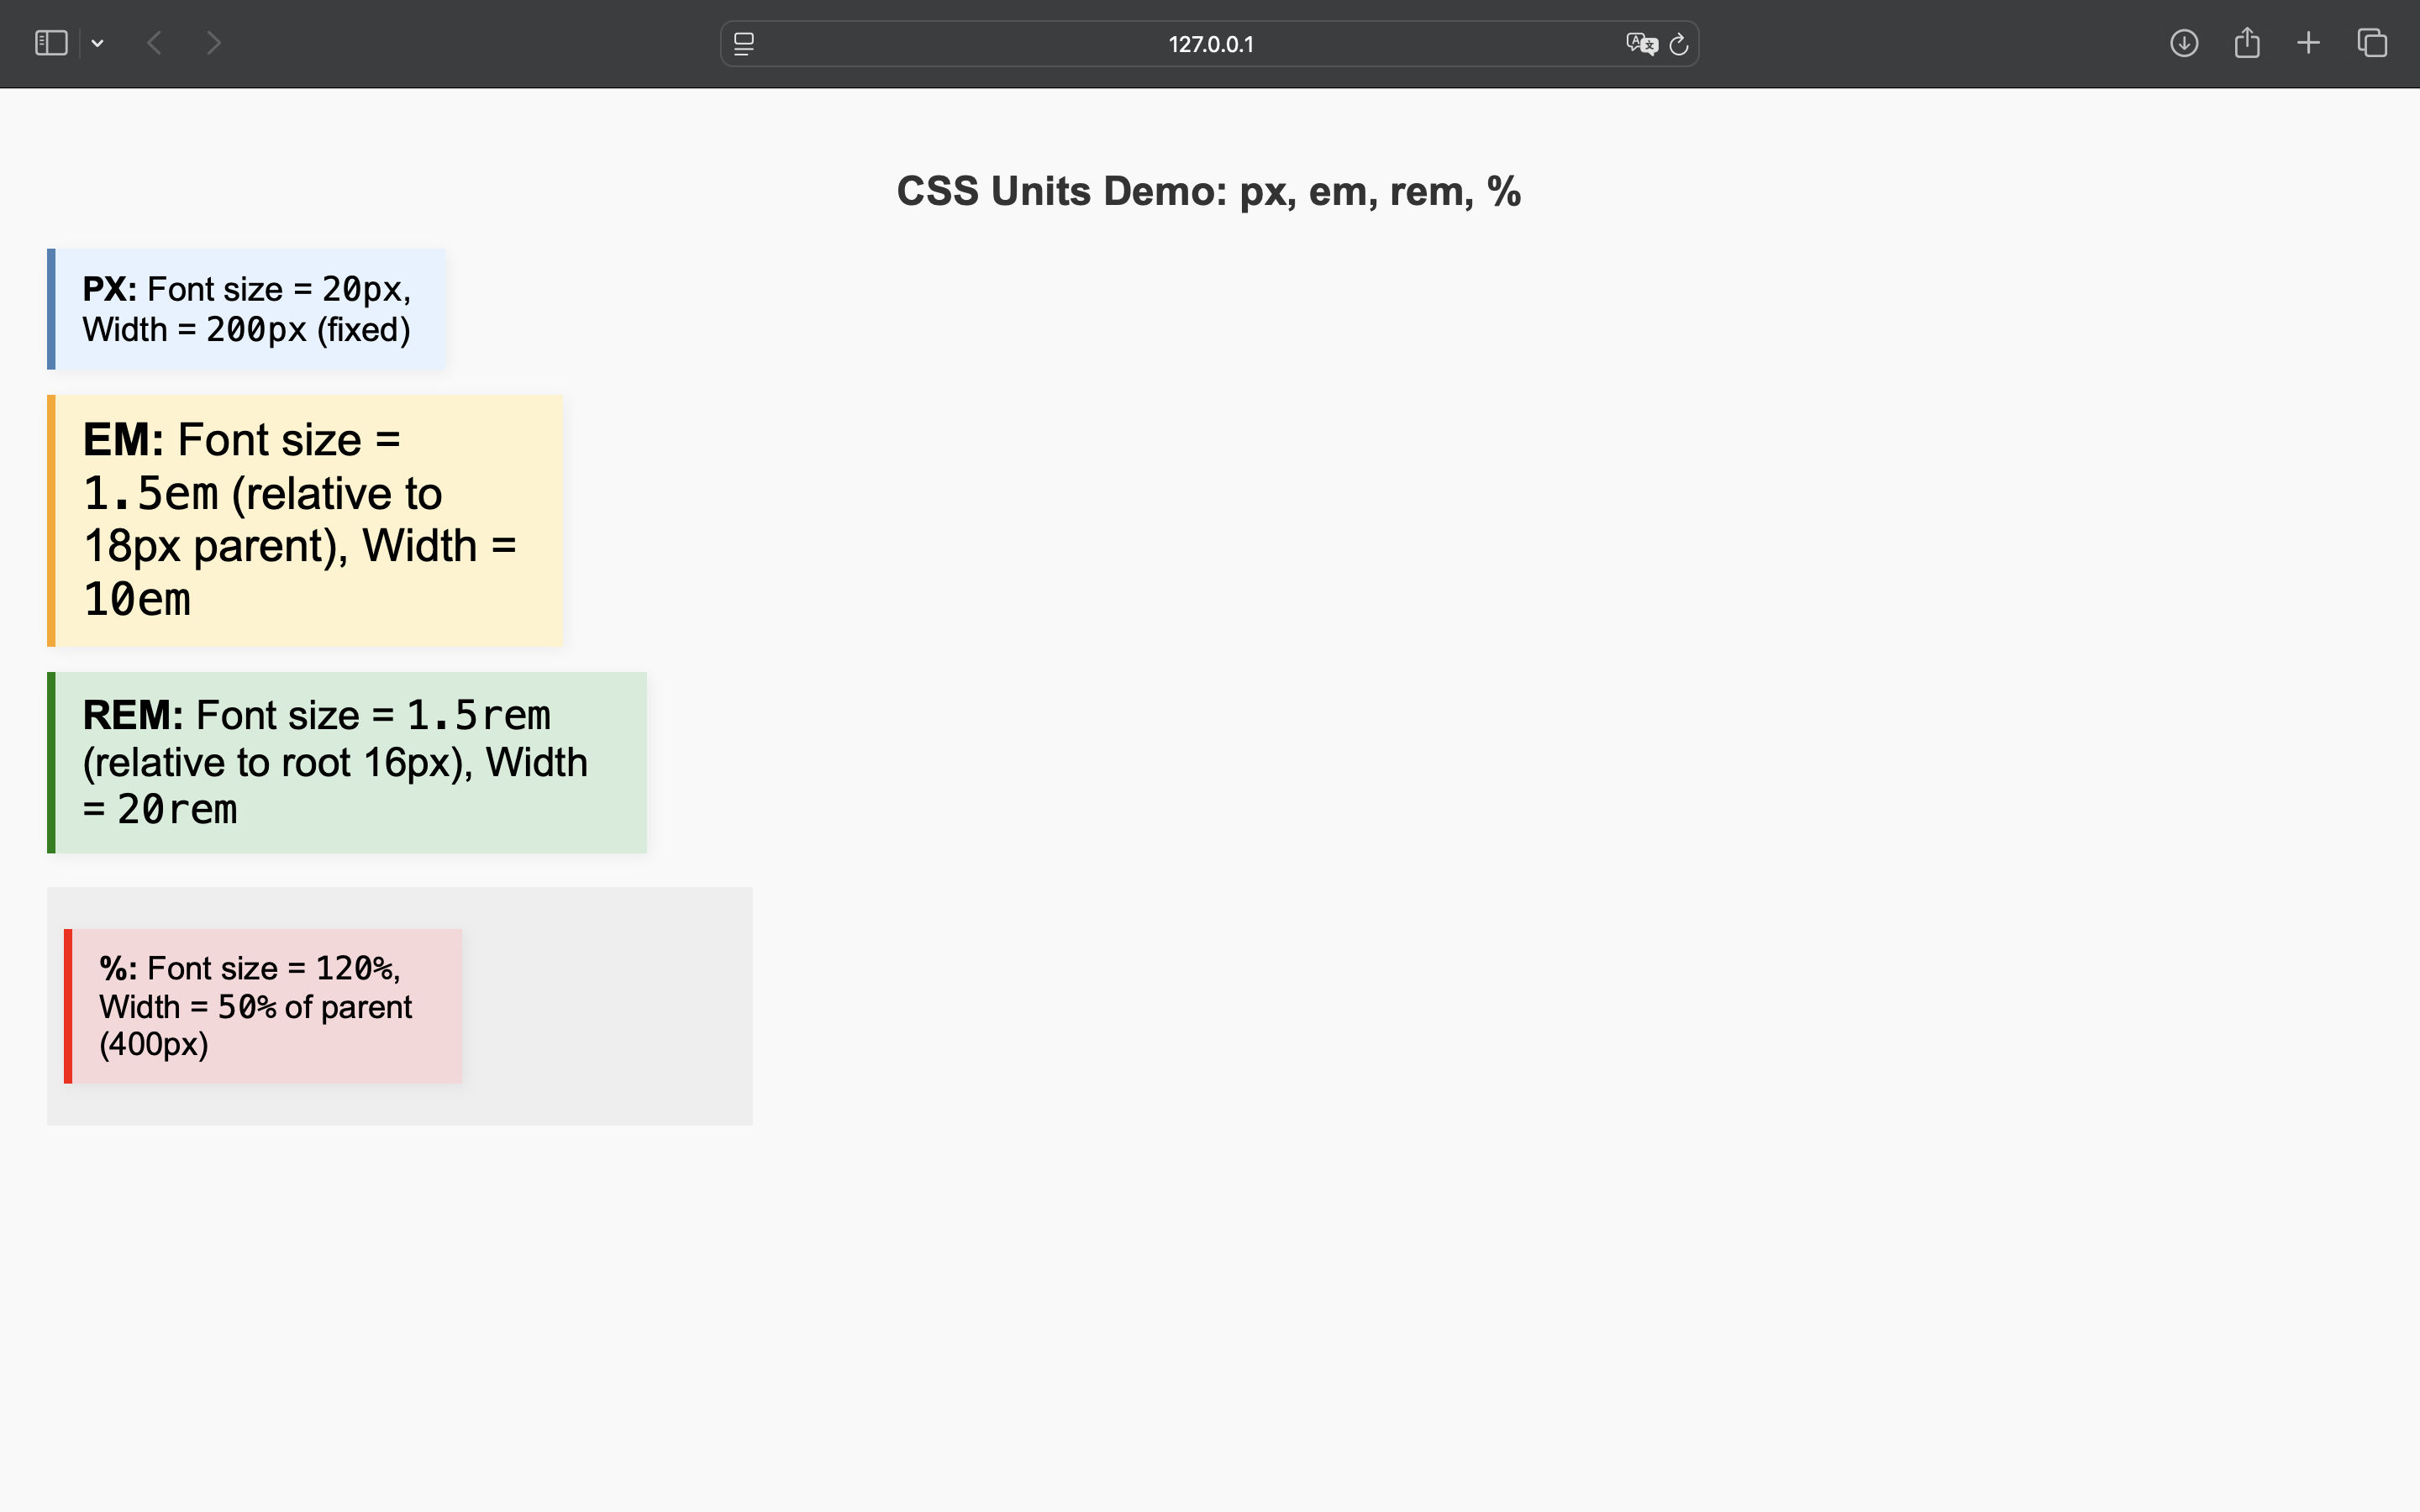 127.0.0.1
CSS Units Demo: px, em, rem, %
PX: Font size = 20px,
Width = 200px (fixed)
EM: Font size =
1.5em (relative to
18px parent), Width =
10em
REM: Font size = 1.5rem
(relative to root 16px), Width
= 20rem
%: Font size = 120%,
Width = 50% of parent
(400px)